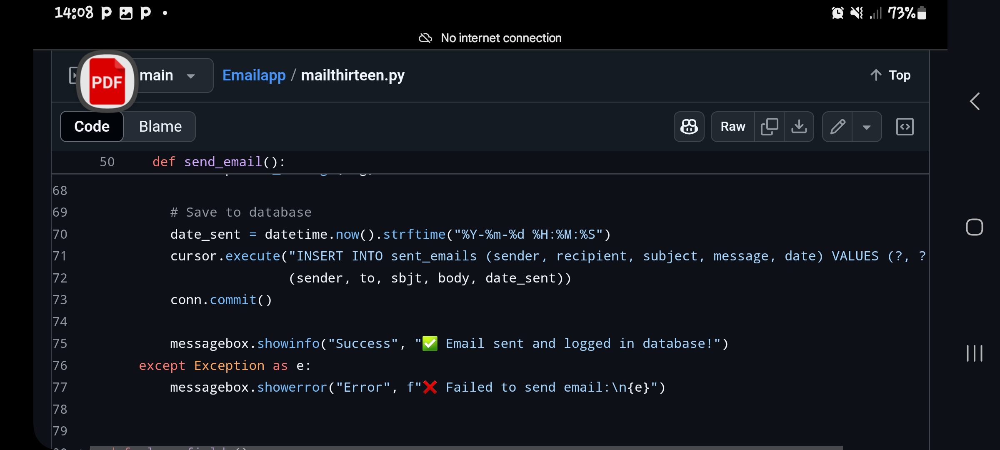 14:08
73%
No internet connection
PDF
main
Emailapp / mailthirteen.py
Top
Code
Blame
Raw
50 def send_email():
68
69 # Save to database
70 date_sent = datetime.now().strftime("%Y-%m-%d %H:%M:%S")
71 cursor.execute("INSERT INTO sent_emails (sender, recipient, subject, message, date) VALUES (?, ?
72 (sender, to, sbjt, body, date_sent))
73 conn.commit()
74
75 messagebox.showinfo("Success", "✅ Email sent and logged in database!")
76 except Exception as e:
77 messagebox.showerror("Error", f"❌ Failed to send email:\n{e}")
78
79